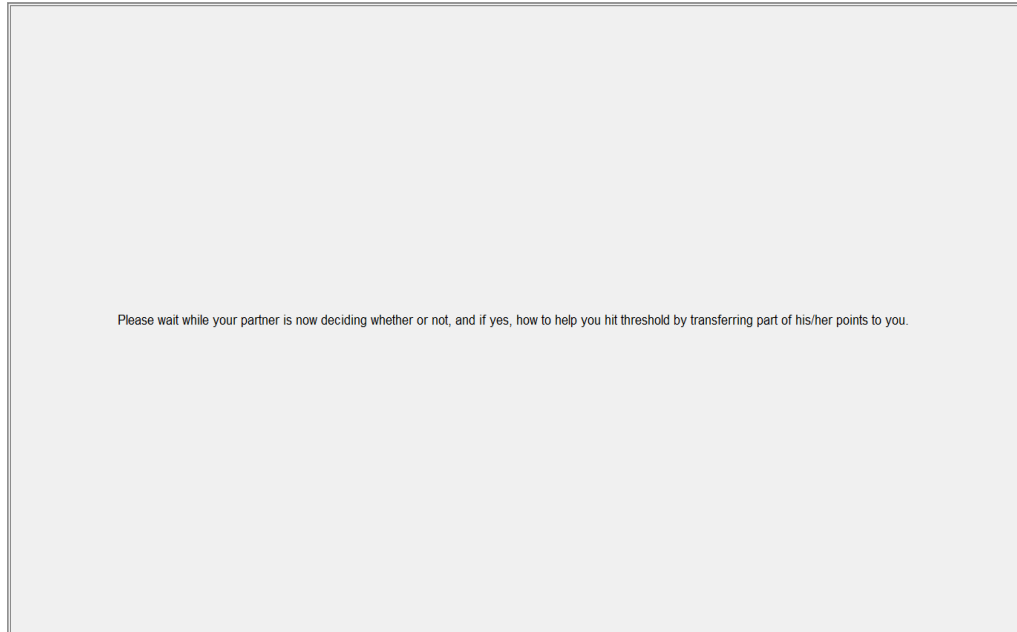 Please wait while your partner is now deciding whether or not, and if yes, how to help you hit threshold by transferring part of his/her points to you.